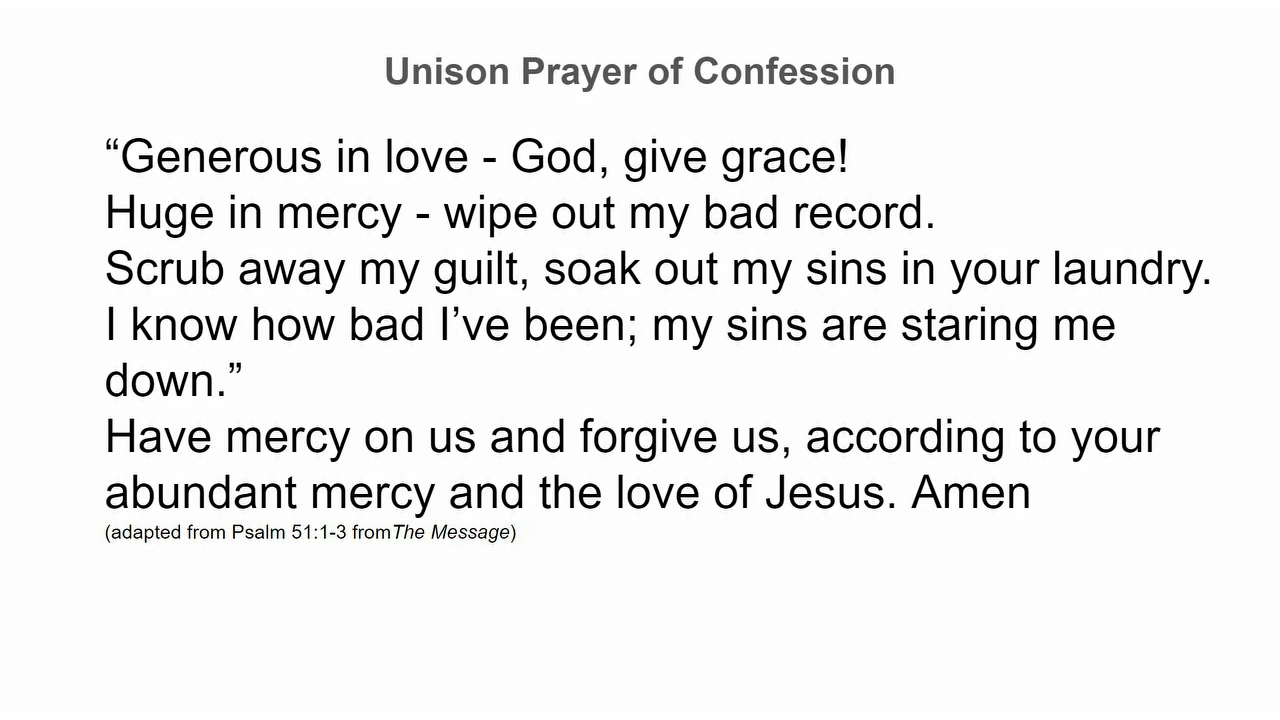 Unison Prayer of Confession
“Generous in love - God, give grace!
Huge in mercy - wipe out my bad record.
Scrub away my guilt, soak out my sins in your laundry.
I know how bad I’ve been; my sins are staring me
down.”
Have mercy on us and forgive us, according to your
abundant mercy and the love of Jesus. Amen
(adapted from Psalm 51:1-3 fromThe Message)